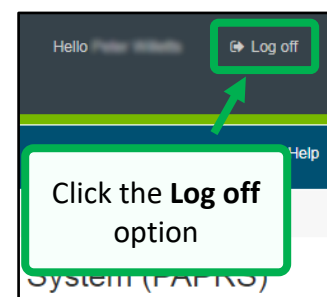 Hello
Log off
Help
Click the Log off
option
System (PAPRS)